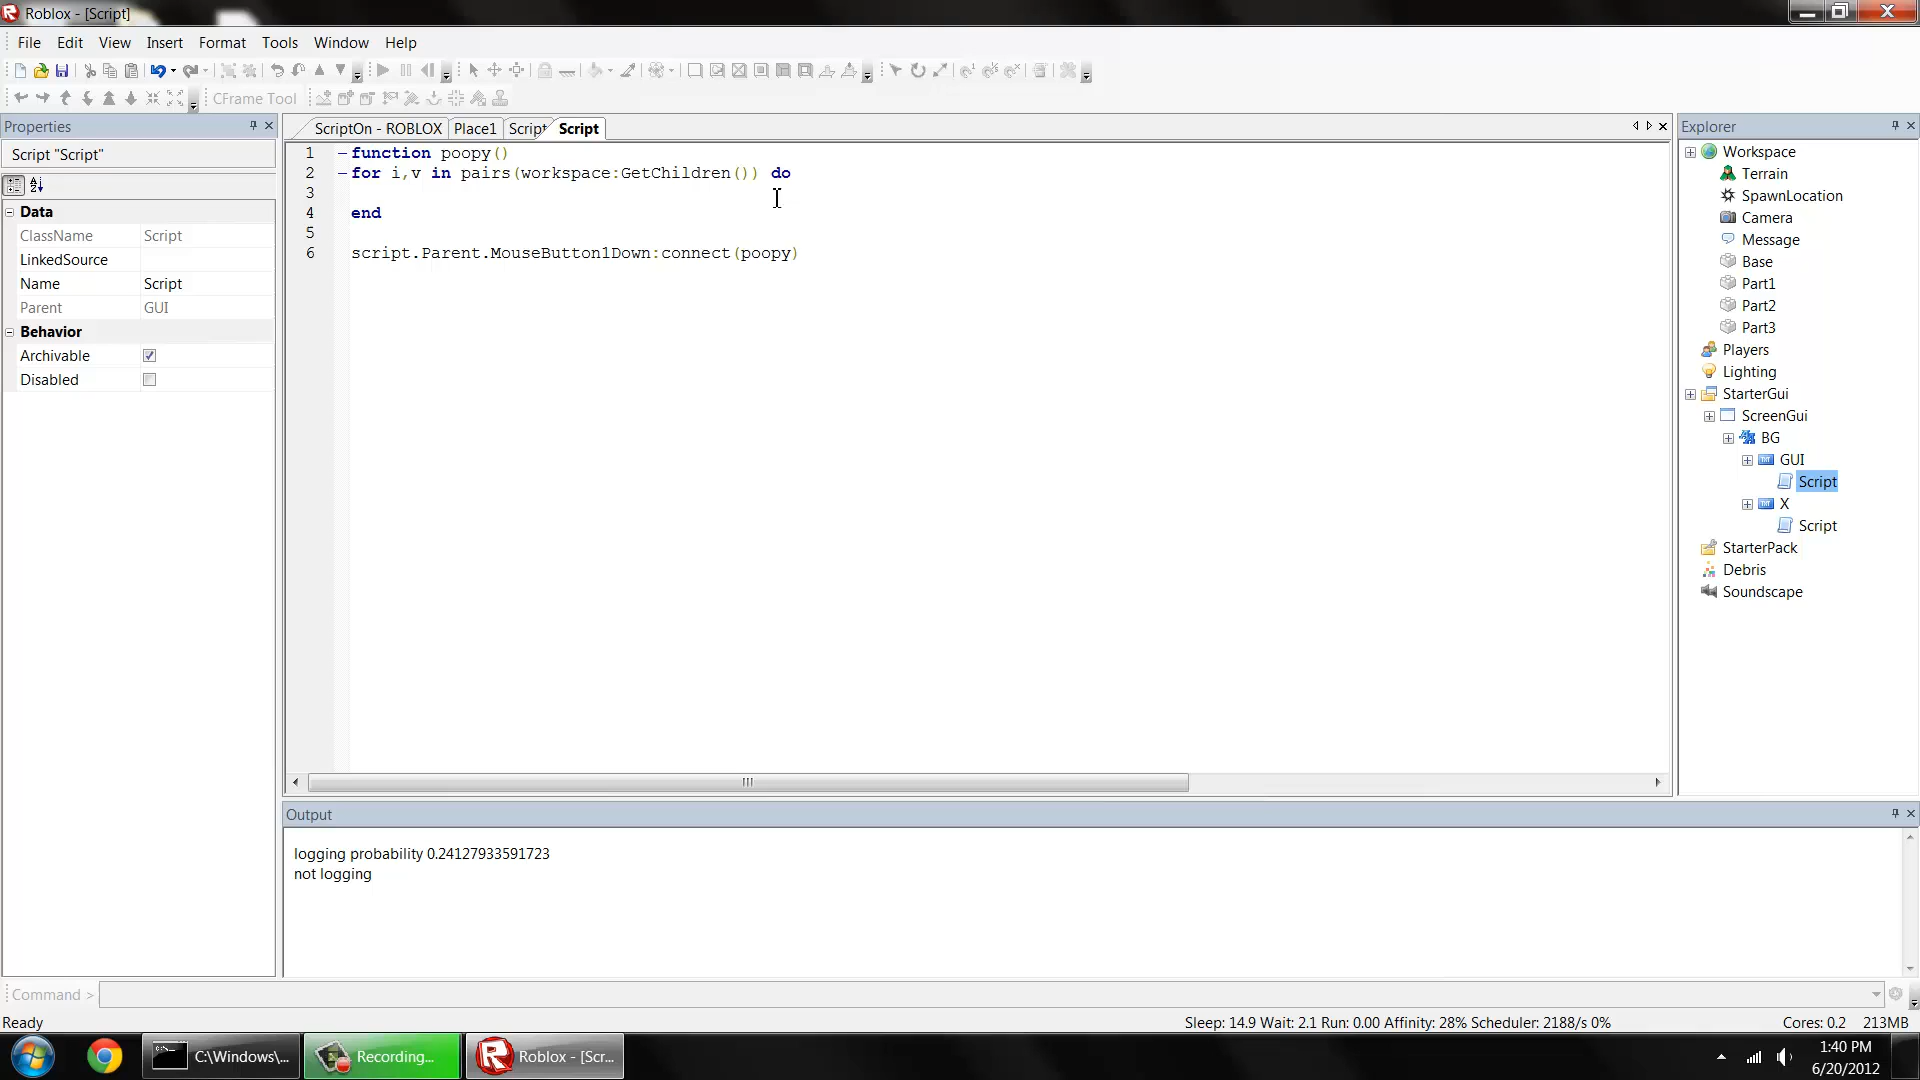 Roblox - [Script]
File Edit View Insert Format Tools Window Help
CFrame Tool
Properties
Script "Script"
Data
ClassName Script
LinkedSource
Name Script
Parent GUI
Behavior
Archivable
Disabled
ScriptOn - ROBLOX Place1 Script Script
1 function poopy()
2 for i,v in pairs(workspace:GetChildren()) do
3
4 end
5
6 script.Parent.MouseButton1Down:connect(poopy)
Explorer
Workspace
Terrain
SpawnLocation
Camera
Message
Base
Part1
Part2
Part3
Players
Lighting
StarterGui
ScreenGui
BG
GUI
Script
X
Script
StarterPack
Debris
Soundscape
Output
logging probability 0.24127933591723
not logging
Command >
Ready
Sleep: 14.9 Wait: 2.1 Run: 0.00 Affinity: 28% Scheduler: 2188/s 0%
Cores: 0.2 213MB
C:\Windows\...
Recording...
Roblox - [Scr...
1:40 PM
6/20/2012